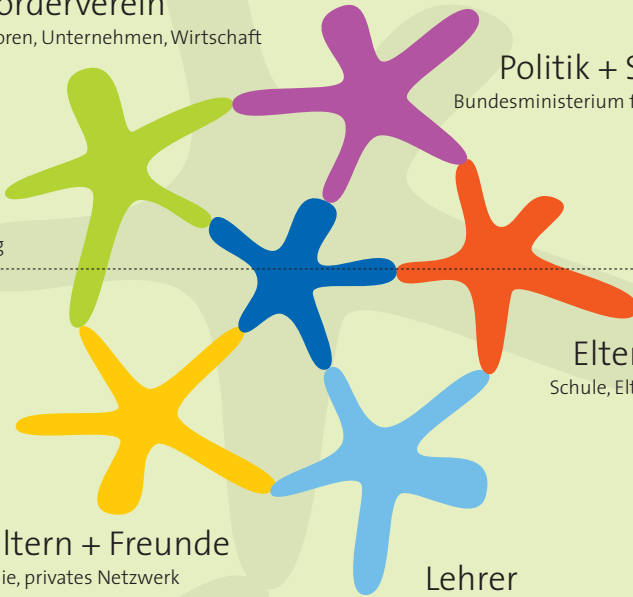 örderverein
oren, Unternehmen, Wirtschaft
Politik + S
Bundesministerium f
g
Elter
Schule, Elt
ltern + Freunde
ie, privates Netzwerk
Lehrer